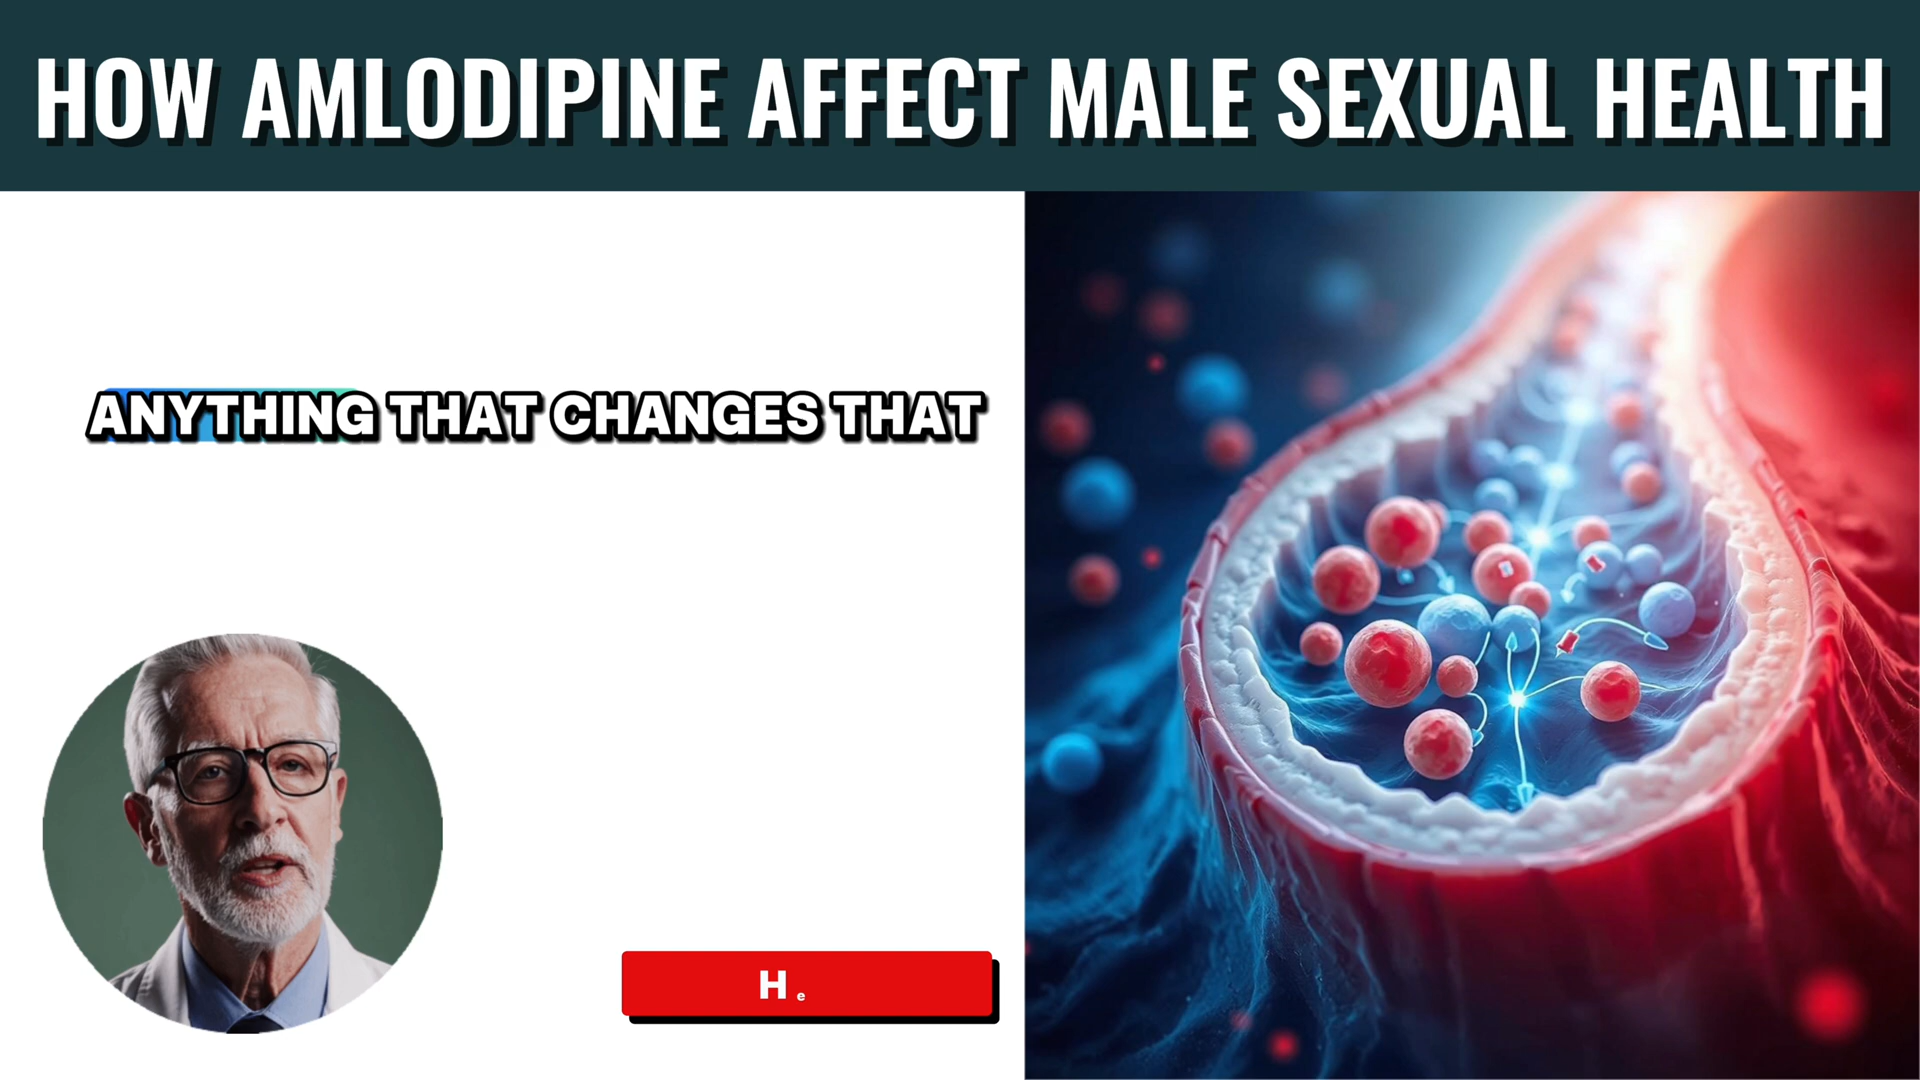 HOW AMLODIPINE AFFECT MALE SEXUAL HEALTH
ANYTHING THAT CHANGES THAT
H e